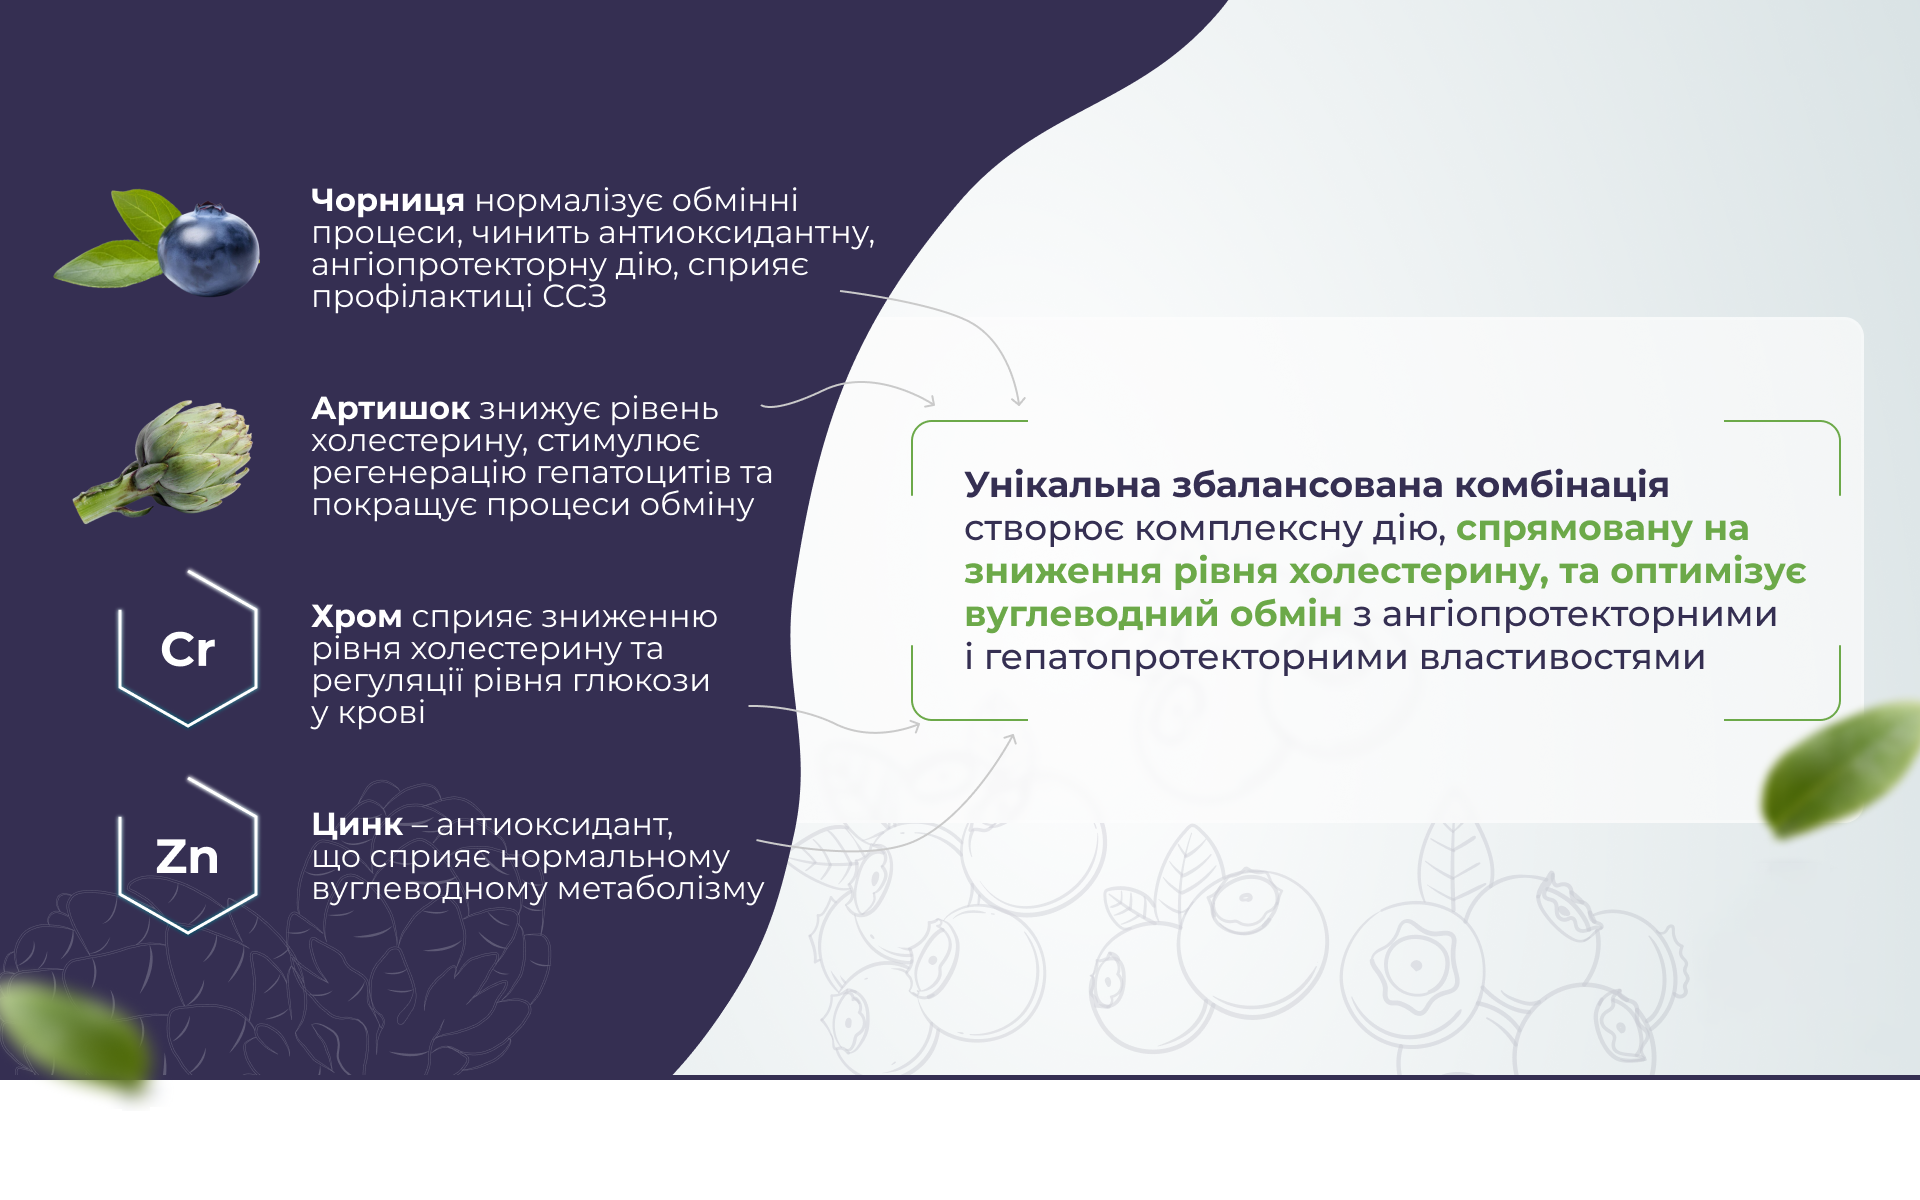 Чорниця нормалізує обмінні
процеси, чинить антиоксидантну,
ангіопротекторну дію, сприяє
профілактиці ССЗ
Артишок знижує рівень
холестерину, стимулює
регенерацію гепатоцитів та
покращує процеси обміну
Cr
Хром сприяє зниженню
рівня холестерину та
регуляції рівня глюкози
у крові
Zn
Цинк – антиоксидант,
що сприяє нормальному
вуглеводному метаболізму
Унікальна збалансована комбінація
створює комплексну дію, спрямовану на
зниження рівня холестерину, та оптимізує
вуглеводний обмін з ангіопротекторними
і гепатопротекторними властивостями